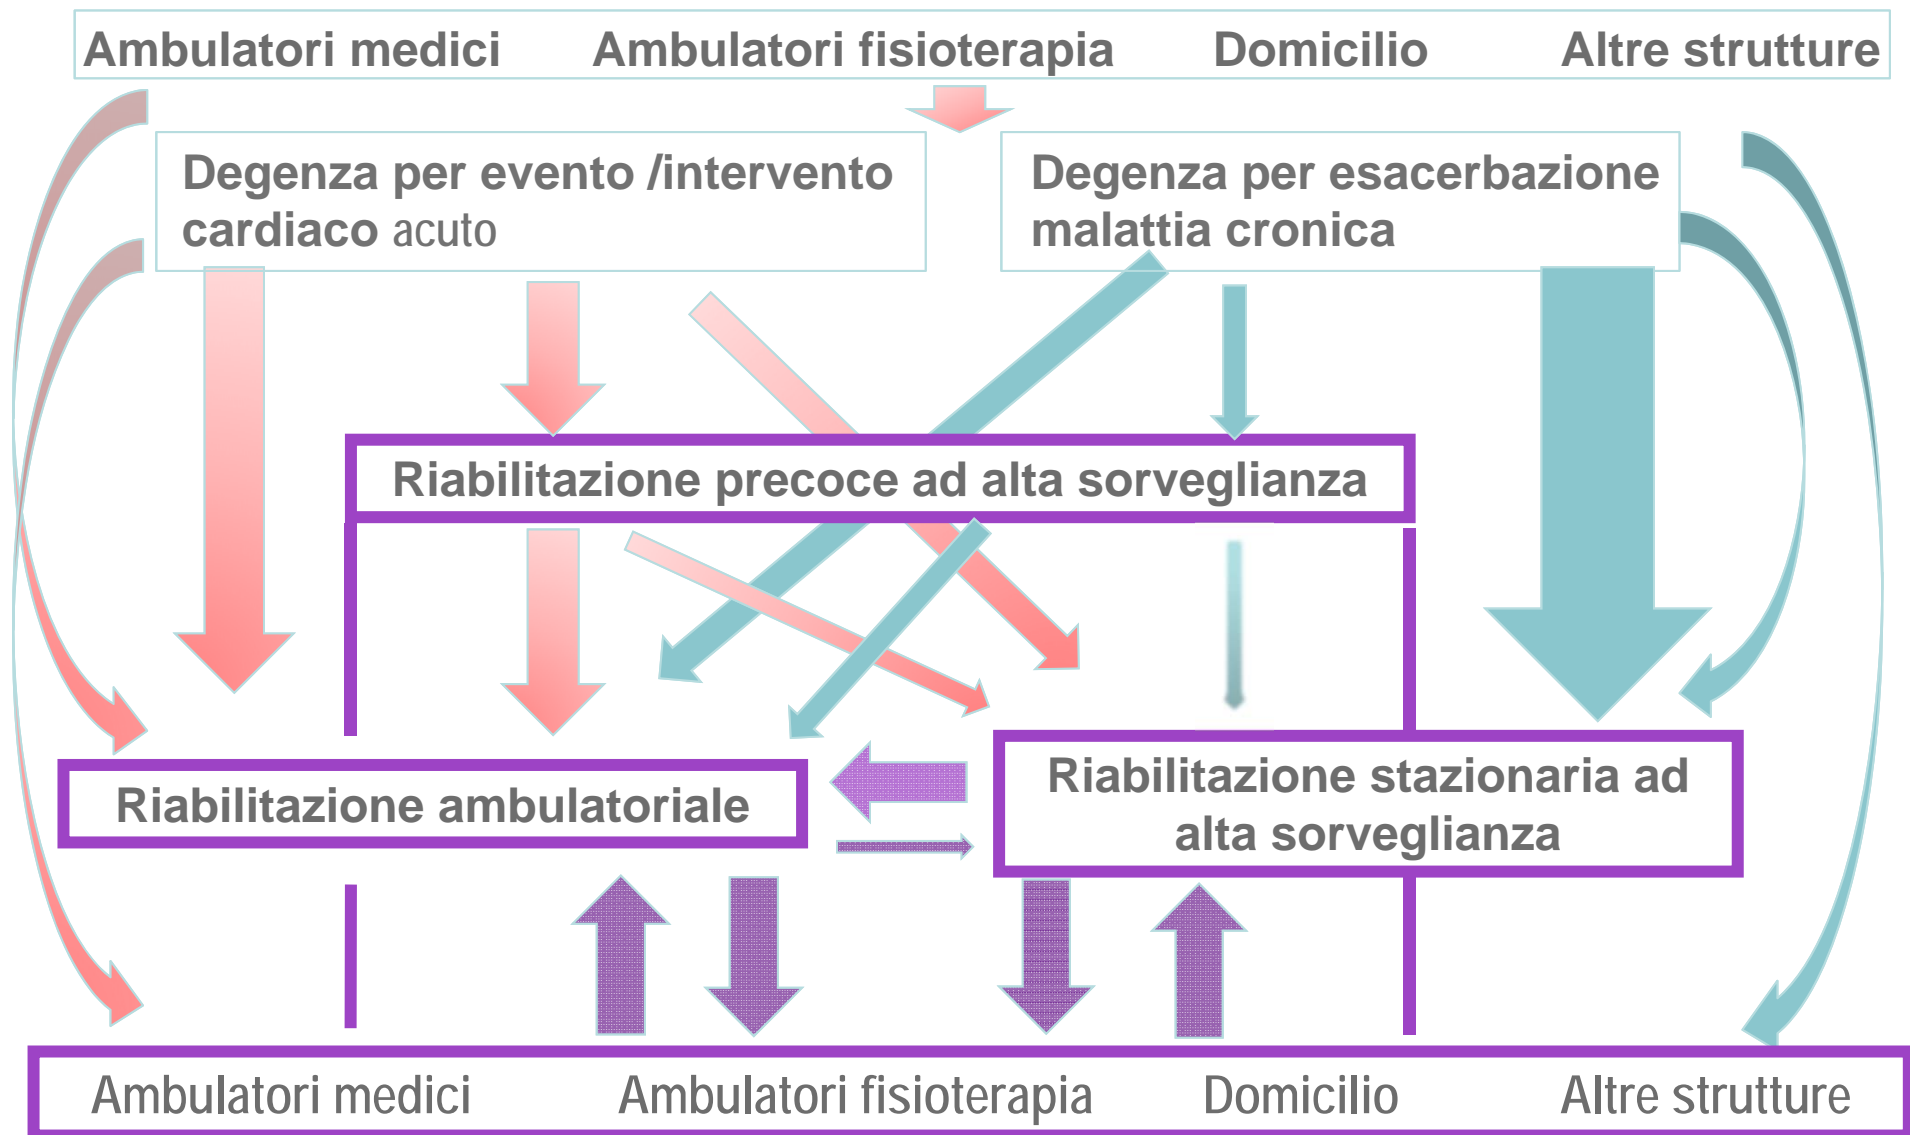 Ambulatori medici Ambulatori fisioterapia Domicilio Altre strutture
Degenza per evento /intervento
cardiaco acuto
Degenza per esacerbazione
malattia cronica
Riabilitazione precoce ad alta sorveglianza
Riabilitazione ambulatoriale
Riabilitazione stazionaria ad
alta sorveglianza
Ambulatori medici Ambulatori fisioterapia Domicilio Altre strutture